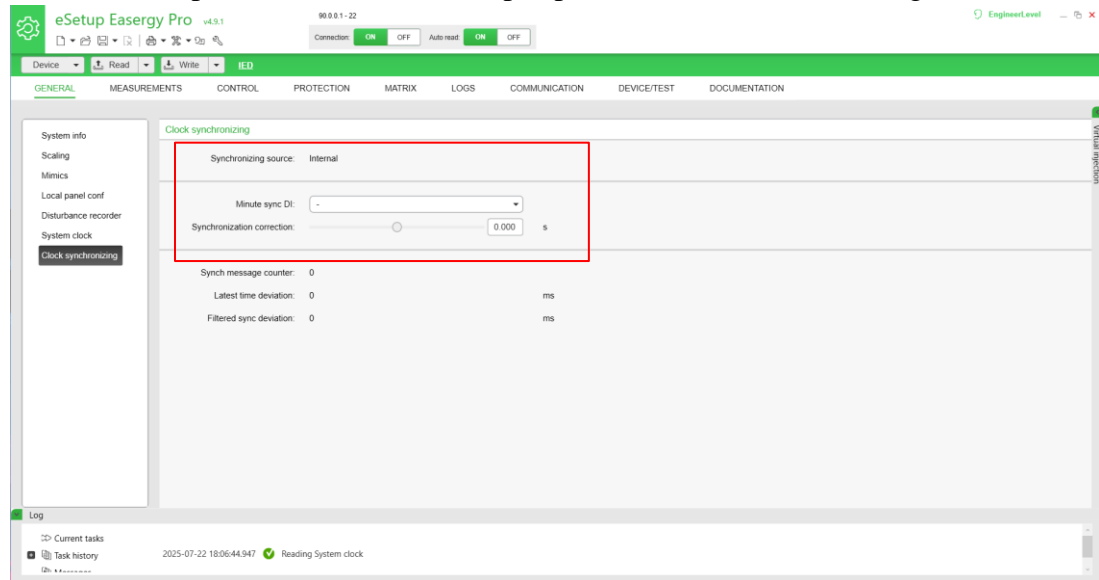 eSetup Easergy Pro v4.9.1
90.0.0.1 - 22
EngineerLevel
Connection: ON OFF Auto read: ON OFF
Device Read Write IED
GENERAL MEASUREMENTS CONTROL PROTECTION MATRIX LOGS COMMUNICATION DEVICE/TEST DOCUMENTATION
System info
Scaling
Mimics
Local panel conf
Disturbance recorder
System clock
Clock synchronizing
Clock synchronizing
Synchronizing source: Internal
Minute sync DI: -
Synchronization correction: 0.000 s
Synch message counter: 0
Latest time deviation: 0 ms
Filtered sync deviation: 0 ms
Virtual injection
Log
Current tasks
Task history
2025-07-22 18:06:44.947 Reading System clock